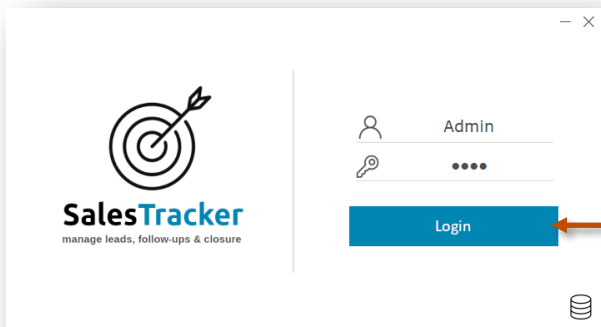 SalesTracker
manage leads, follow-ups & closure
Admin
••••
Login